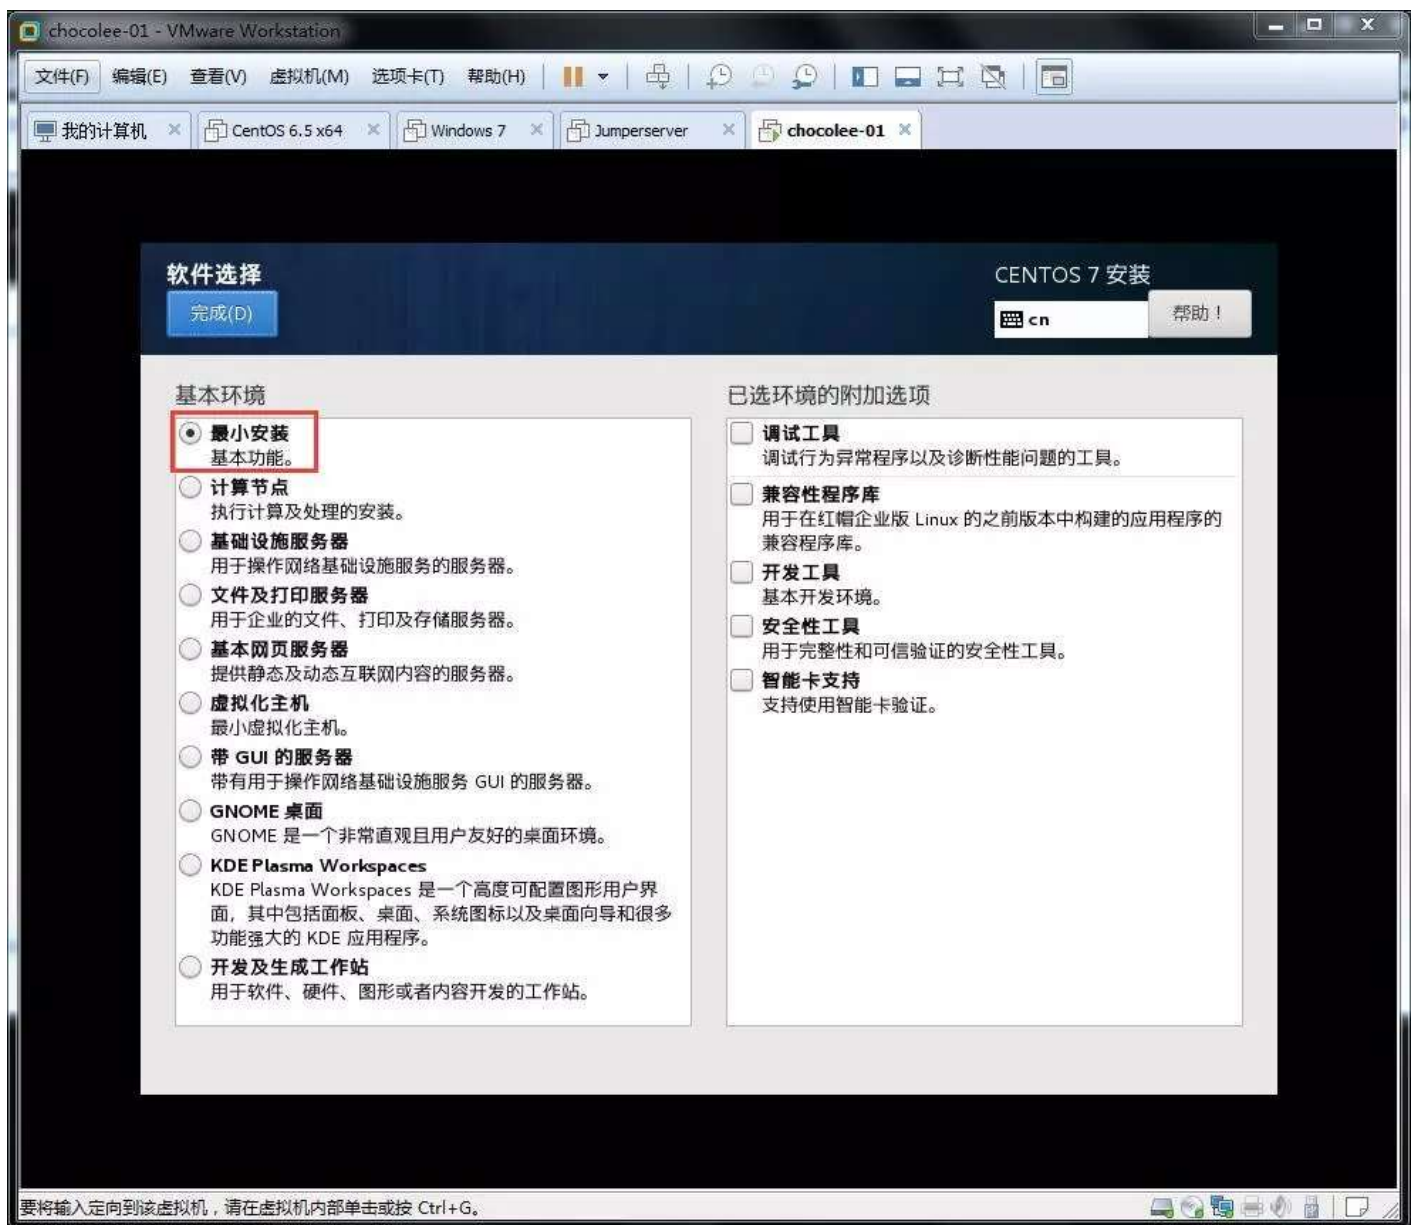 chocolee-01 - VMware Workstation
文件(F) 编辑(E) 查看(V) 虚拟机(M) 选项卡(T) 帮助(H)
我的计算机 CentOS 6.5 x64 Windows 7 Jumperserver chocolee-01
软件选择
完成(D)
CENTOS 7 安装
cn
帮助！
基本环境
最小安装
基本功能。
计算节点
执行计算及处理的安装。
基础设施服务器
用于操作网络基础设施服务的服务器。
文件及打印服务器
用于企业的文件、打印及存储服务器。
基本网页服务器
提供静态及动态互联网内容的服务器。
虚拟化主机
最小虚拟化主机。
带 GUI 的服务器
带有用于操作网络基础设施服务 GUI 的服务器。
GNOME 桌面
GNOME 是一个非常直观且用户友好的桌面环境。
KDE Plasma Workspaces
KDE Plasma Workspaces 是一个高度可配置图形用户界
面，其中包括面板、桌面、系统图标以及桌面向导和很多
功能强大的 KDE 应用程序。
开发及生成工作站
用于软件、硬件、图形或者内容开发的工作站。
已选环境的附加选项
调试工具
调试行为异常程序以及诊断性能问题的工具。
兼容性程序库
用于在红帽企业版 Linux 的之前版本中构建的应用程序的
兼容程序库。
开发工具
基本开发环境。
安全性工具
用于完整性和可信验证的安全性工具。
智能卡支持
支持使用智能卡验证。
要将输入定向到该虚拟机，请在虚拟机内部单击或按 Ctrl+G。